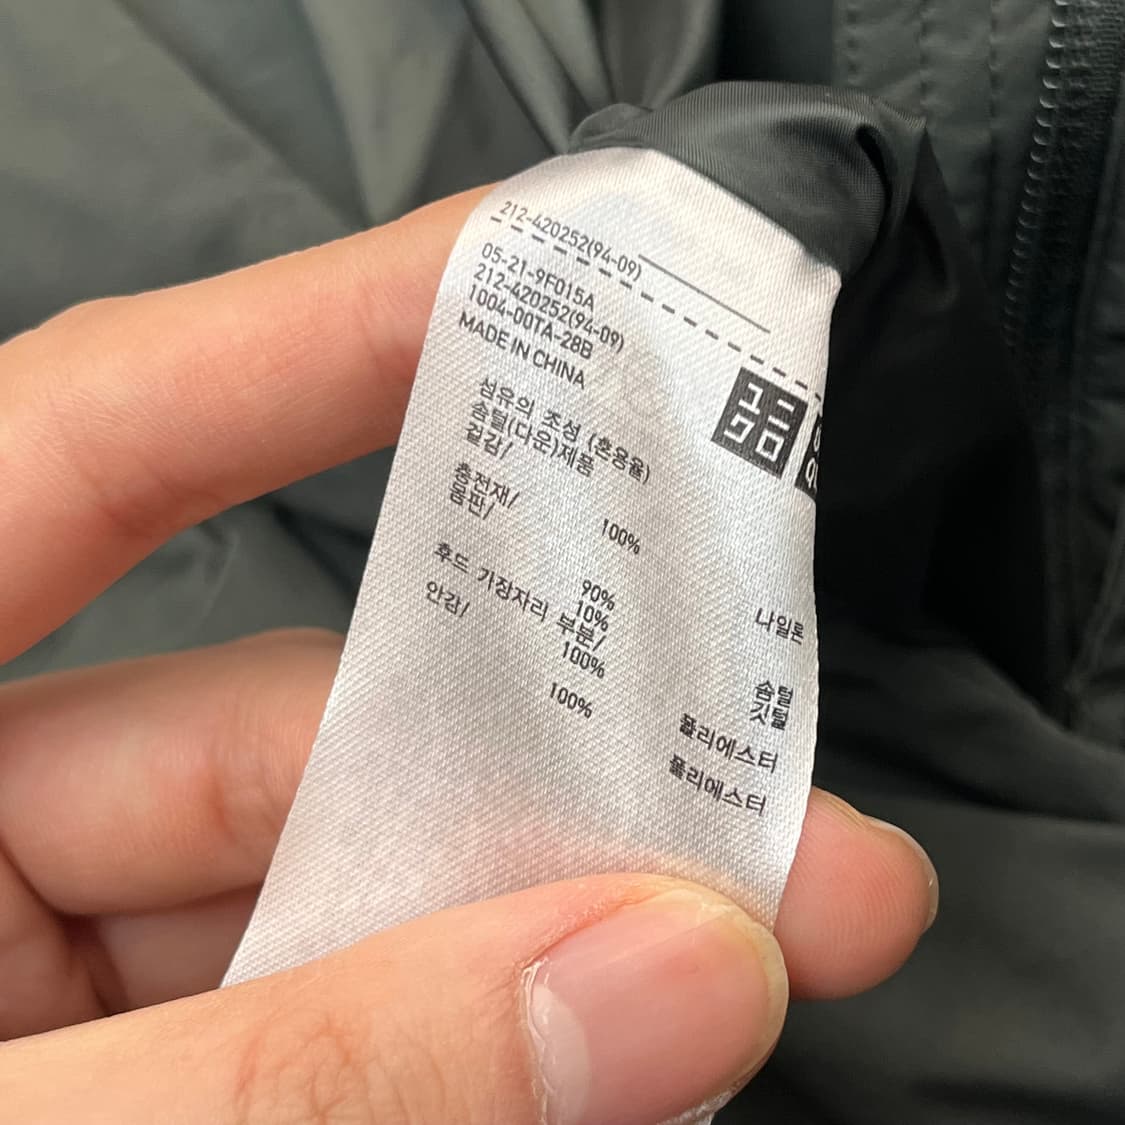 212-420252(94-09)
05-21-9F015A
212-420252(94-09)
1004-00TA-28B
MADE IN CHINA
섬유의 조성 (혼용율)
솜털(다운)제품
겉감/
100% 나일론
충전재/
몸판/
90% 솜털
10% 깃털
후드 가장자리 부분/
100% 폴리에스터
안감/
100% 폴리에스터